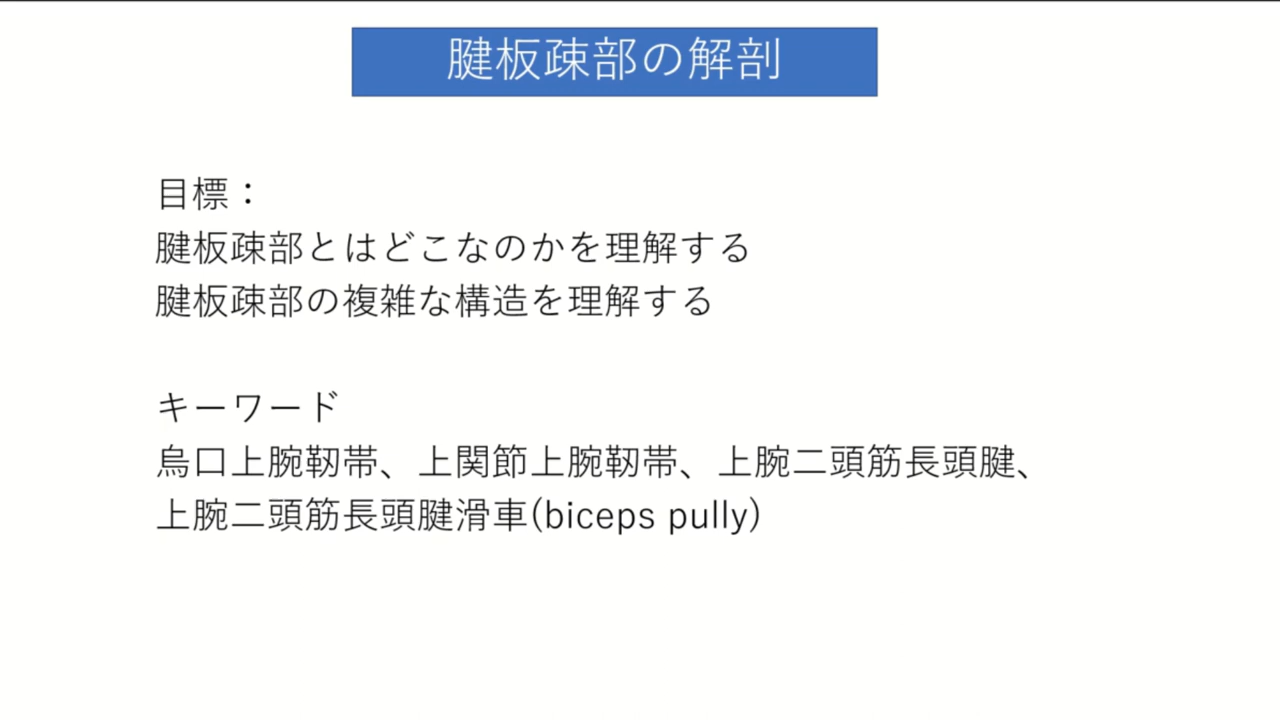 腱板疎部の解剖
目標：
腱板疎部とはどこなのかを理解する
腱板疎部の複雑な構造を理解する
キーワード
烏口上腕靭帯、上関節上腕靭帯、上腕二頭筋長頭腱、
上腕二頭筋長頭腱滑車(biceps pully)